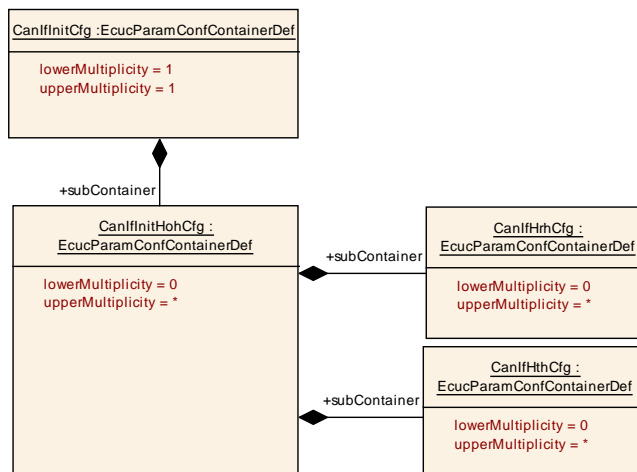 CanIfInitCfg :EcucParamConfContainerDef
lowerMultiplicity = 1
upperMultiplicity = 1
+subContainer
CanIfInitHohCfg :
EcucParamConfContainerDef
lowerMultiplicity = 0
upperMultiplicity = *
+subContainer
CanIfHrhCfg :
EcucParamConfContainerDef
lowerMultiplicity = 0
upperMultiplicity = *
+subContainer
CanIfHthCfg :
EcucParamConfContainerDef
lowerMultiplicity = 0
upperMultiplicity = *